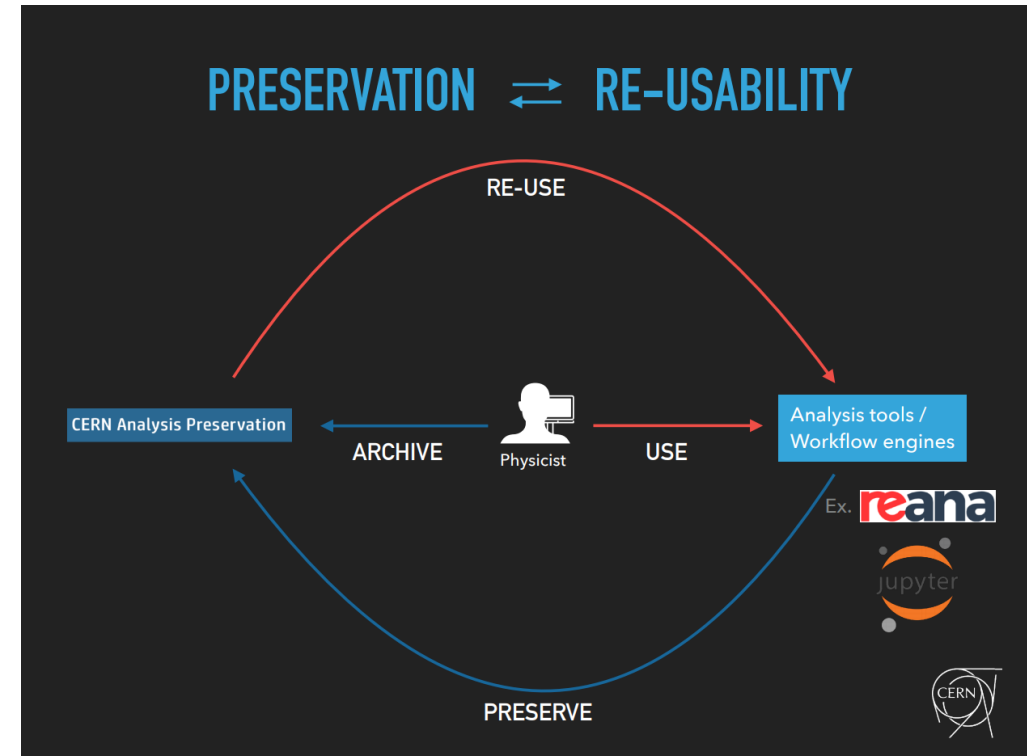 PRESERVATION ⇄ RE-USABILITY
RE-USE
CERN Analysis Preservation
ARCHIVE
Physicist
USE
Analysis tools /
Workflow engines
Ex. reana
jupyter
PRESERVE
CERN